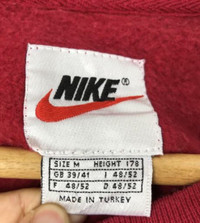 NIKE®
SIZE M HEIGHT 178
GB 39/41 I 48/52
F 48/52 D 48/52
MADE IN TURKEY